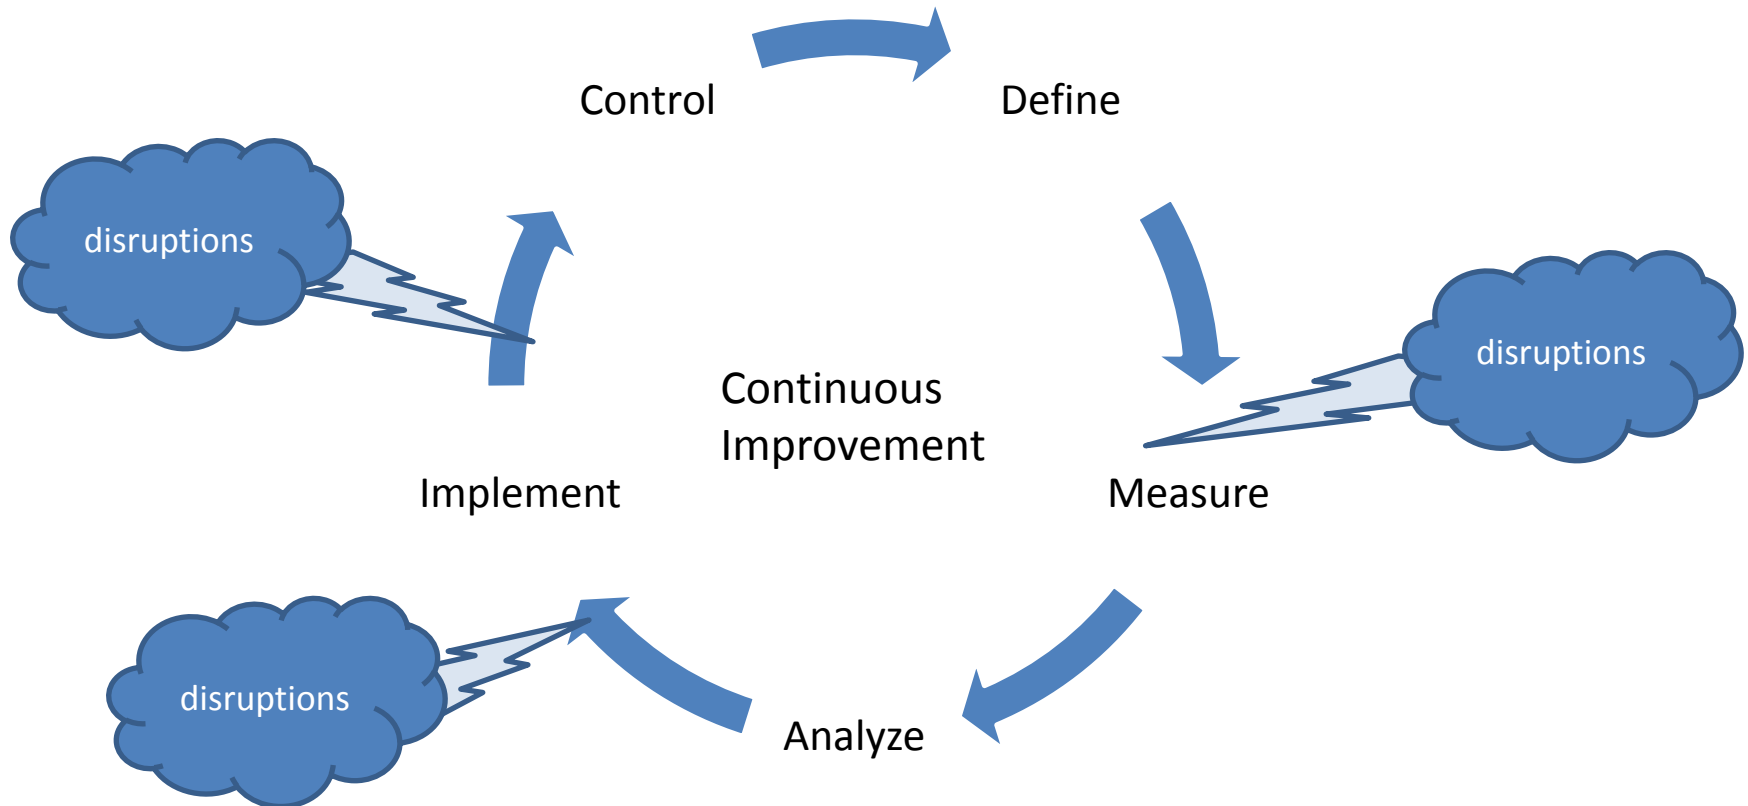 Control
Define
disruptions
disruptions
Continuous
Improvement
Implement
Measure
disruptions
Analyze